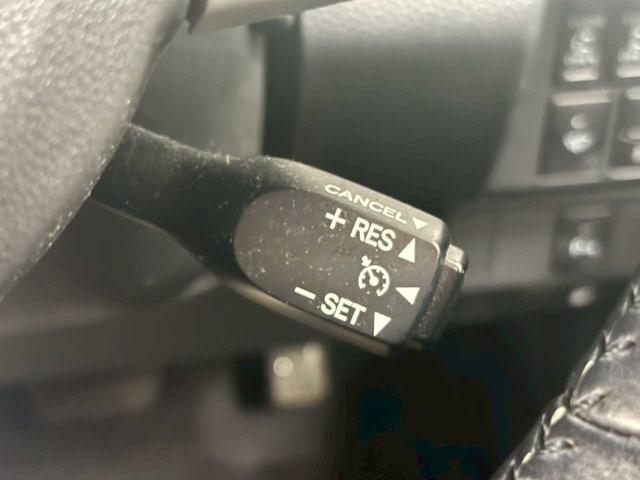 CANCEL ▼
+ RES ▲
− SET ▼